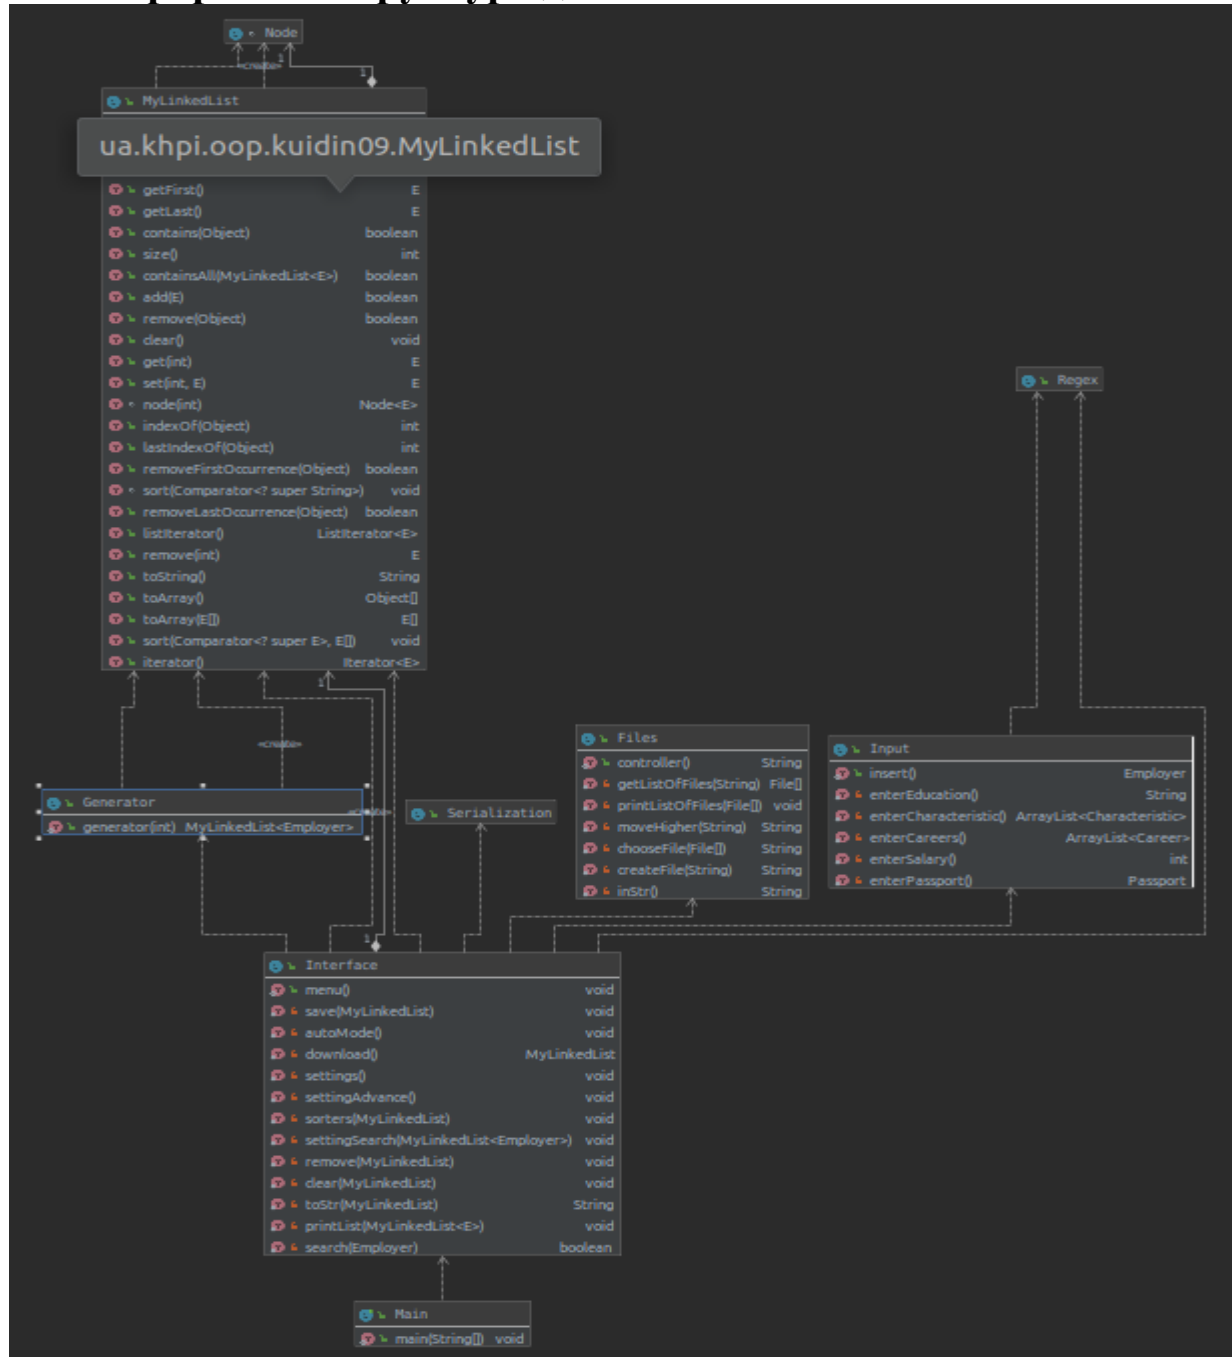 Node
«create»
1
1
MyLinkedList
ua.khpi.oop.kuidin09.MyLinkedList
getFirst() E
getLast() E
contains(Object) boolean
size() int
containsAll(MyLinkedList<E>) boolean
add(E) boolean
remove(Object) boolean
clear() void
get(int) E
set(int, E) E
node(int) Node<E>
indexOf(Object) int
lastIndexOf(Object) int
removeFirstOccurrence(Object) boolean
sort(Comparator<? super String>) void
removeLastOccurrence(Object) boolean
listIterator() ListIterator<E>
remove(int) E
toString() String
toArray() Object[]
toArray(E[]) E[]
sort(Comparator<? super E>, E[]) void
iterator() Iterator<E>
Regex
1
«create»
Generator
generator(int) MyLinkedList<Employer>
«create»
Serialization
Files
controller() String
getListOfFiles(String) File[]
printListOfFiles(File[]) void
moveHigher(String) String
chooseFile(File[]) String
createFile(String) String
inStr() String
Input
insert() Employer
enterEducation() String
enterCharacteristic() ArrayList<Characteristic>
enterCareers() ArrayList<Career>
enterSalary() int
enterPassport() Passport
1
Interface
menu() void
save(MyLinkedList) void
autoMode() void
download() MyLinkedList
settings() void
settingAdvance() void
sorters(MyLinkedList) void
settingSearch(MyLinkedList<Employer>) void
remove(MyLinkedList) void
clear(MyLinkedList) void
toStr(MyLinkedList) String
printList(MyLinkedList<E>) void
search(Employer) boolean
Main
main(String[]) void